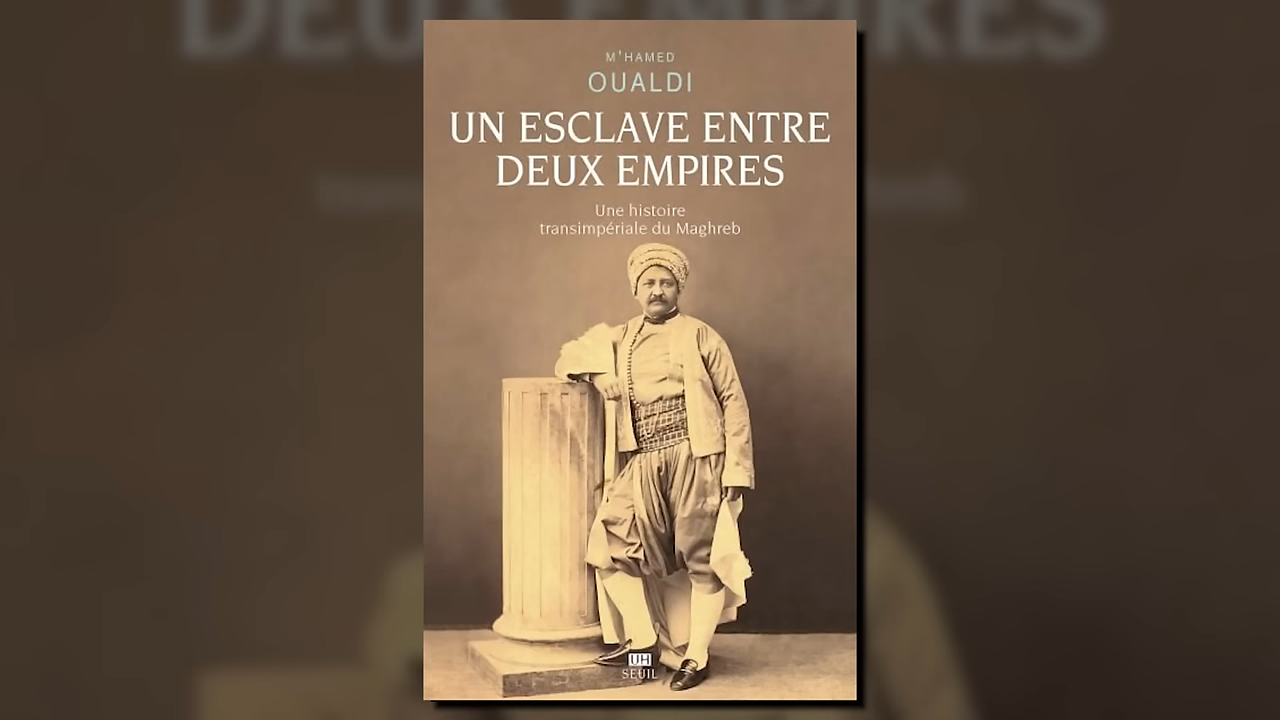 M'HAMED
OUALDI
UN ESCLAVE ENTRE
DEUX EMPIRES
Une histoire
transimpériale du Maghreb
UH
SEUIL